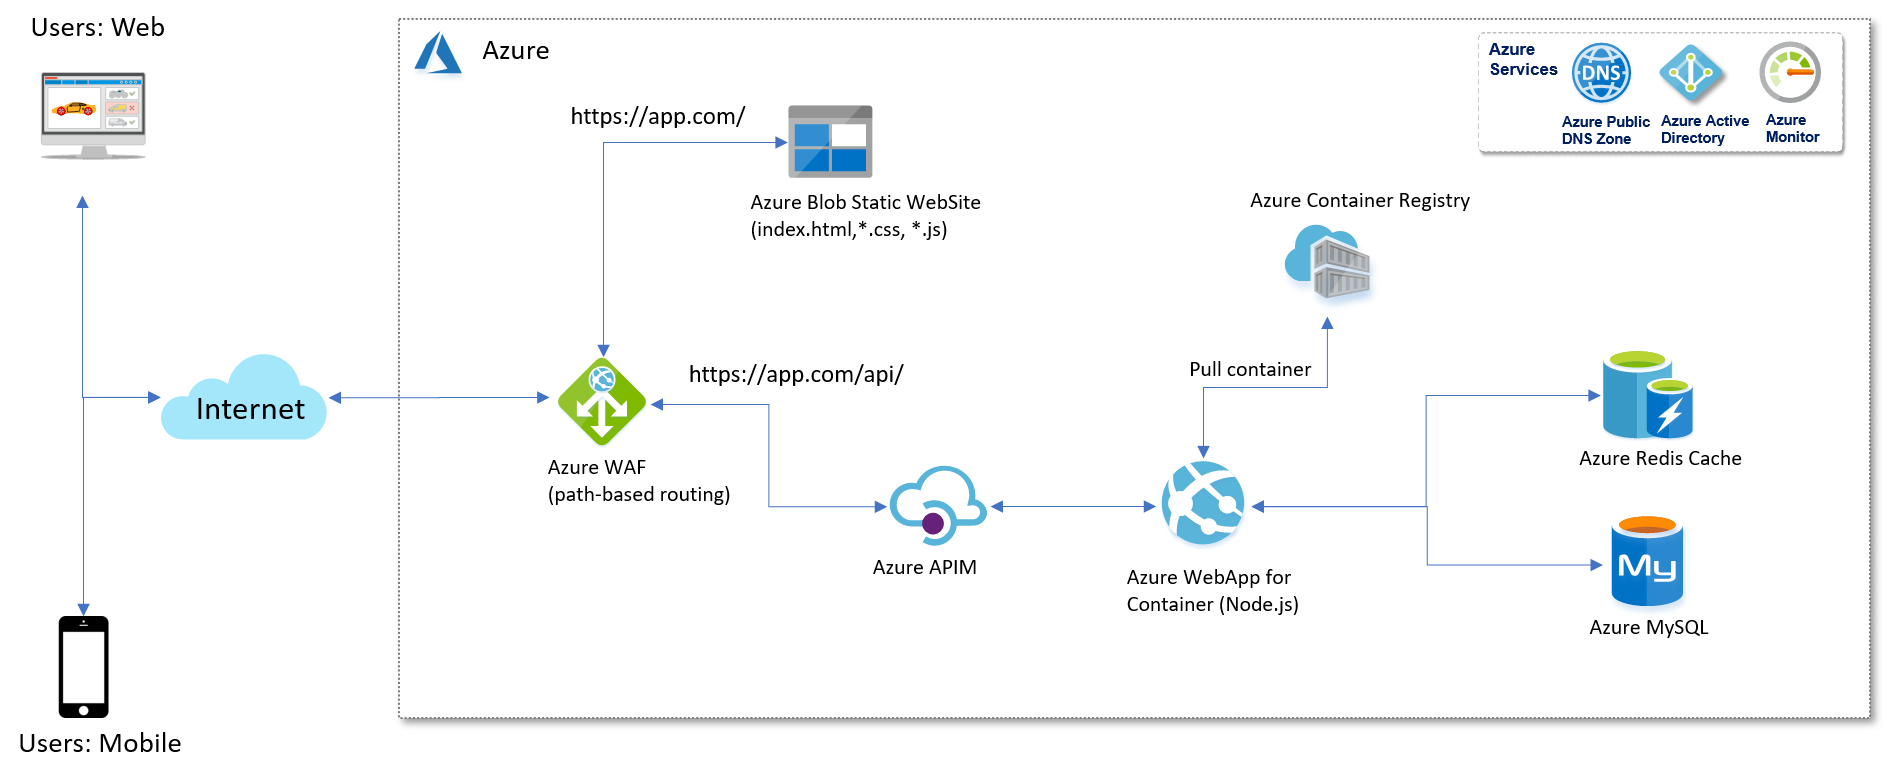 Users: Web
Azure
Azure
Services
DNS
Azure Public
DNS Zone
Azure Active
Directory
Azure
Monitor
https://app.com/
Azure Blob Static WebSite
(index.html,*.css, *.js)
Azure Container Registry
Pull container
https://app.com/api/
Internet
Azure WAF
(path-based routing)
Azure APIM
Azure WebApp for
Container (Node.js)
Azure Redis Cache
My
Azure MySQL
Users: Mobile